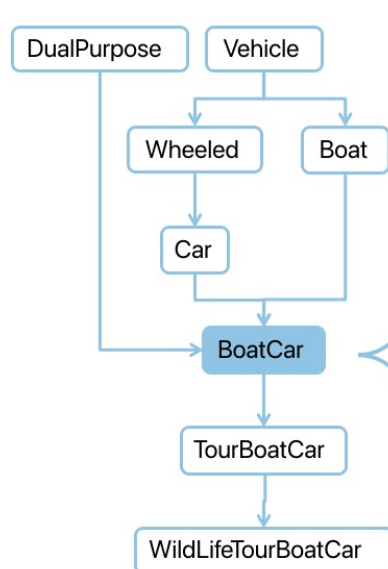 DualPurpose
Vehicle
Wheeled
Boat
Car
BoatCar
TourBoatCar
WildLifeTourBoatCar